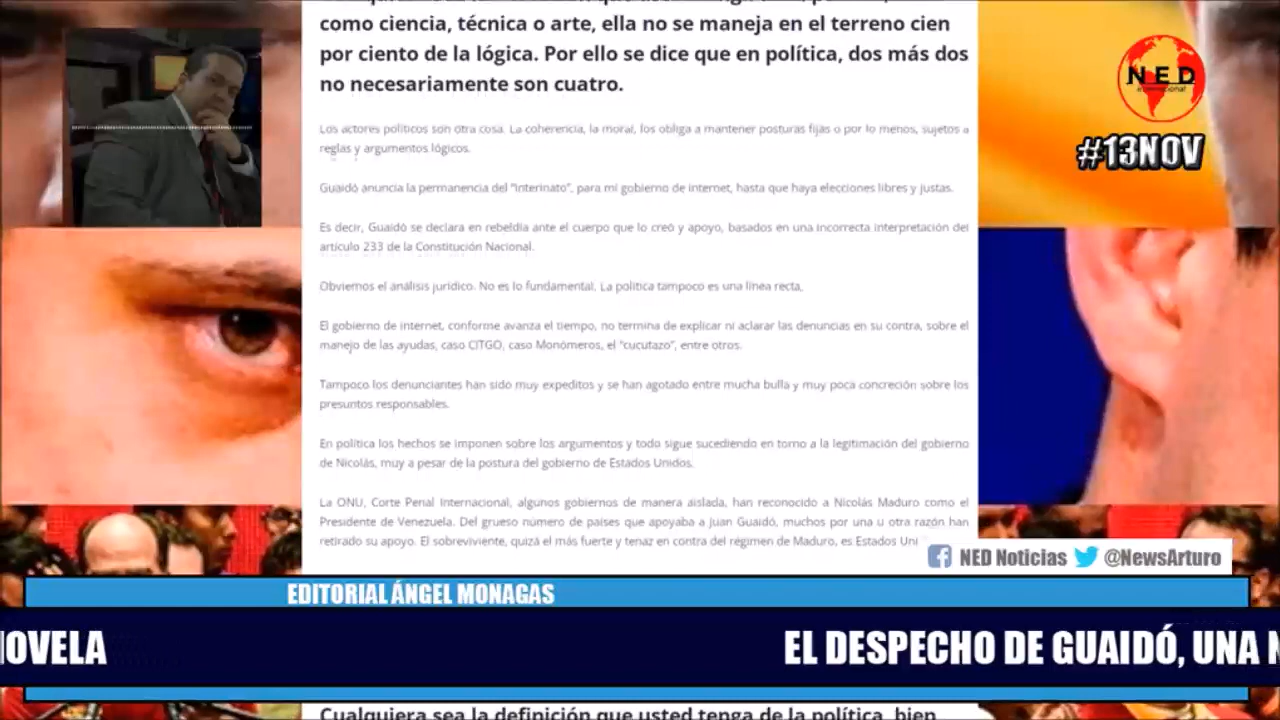 como ciencia, técnica o arte, ella no se maneja en el terreno cien
por ciento de la lógica. Por ello se dice que en política, dos más dos
no necesariamente son cuatro.
Los actores políticos son otra cosa. La coherencia, la moral, los obliga a mantener posturas fijas o por lo menos, sujetos a
reglas y argumentos lógicos.
Guaidó anuncia la permanencia del "interinato", para mí gobierno de internet, hasta que haya elecciones libres y justas.
Es decir, Guaidó se declara en rebeldía ante el cuerpo que lo creó y apoyo, basados en una incorrecta interpretación del
artículo 233 de la Constitución Nacional.
Obviemos el análisis jurídico. No es lo fundamental. La política tampoco es una línea recta,
El gobierno de internet, conforme avanza el tiempo, no termina de explicar ni aclarar las denuncias en su contra, sobre el
manejo de las ayudas, caso CITGO, caso Monómeros, el "cucutazo", entre otros.
Tampoco los denunciantes han sido muy expeditos y se han agotado entre mucha bulla y muy poca concreción sobre los
presuntos responsables.
En política los hechos se imponen sobre los argumentos y todo sigue sucediendo en torno a la legitimación del gobierno
de Nicolás, muy a pesar de la postura del gobierno de Estados Unidos.
La ONU, Corte Penal Internacional, algunos gobiernos de manera aislada, han reconocido a Nicolás Maduro como el
Presidente de Venezuela. Del grueso número de países que apoyaba a Juan Guaidó, muchos por una u otra razón han
retirado su apoyo. El sobreviviente, quizá el más fuerte y tenaz en contra del régimen de Maduro, es Estados Uni
NED
internacional
#13NOV
NED Noticias @NewsArturo
EDITORIAL ÁNGEL MONAGAS
NOVELA EL DESPECHO DE GUAIDÓ, UNA N
Cualquiera sea la definición que usted tenga de la política, bien